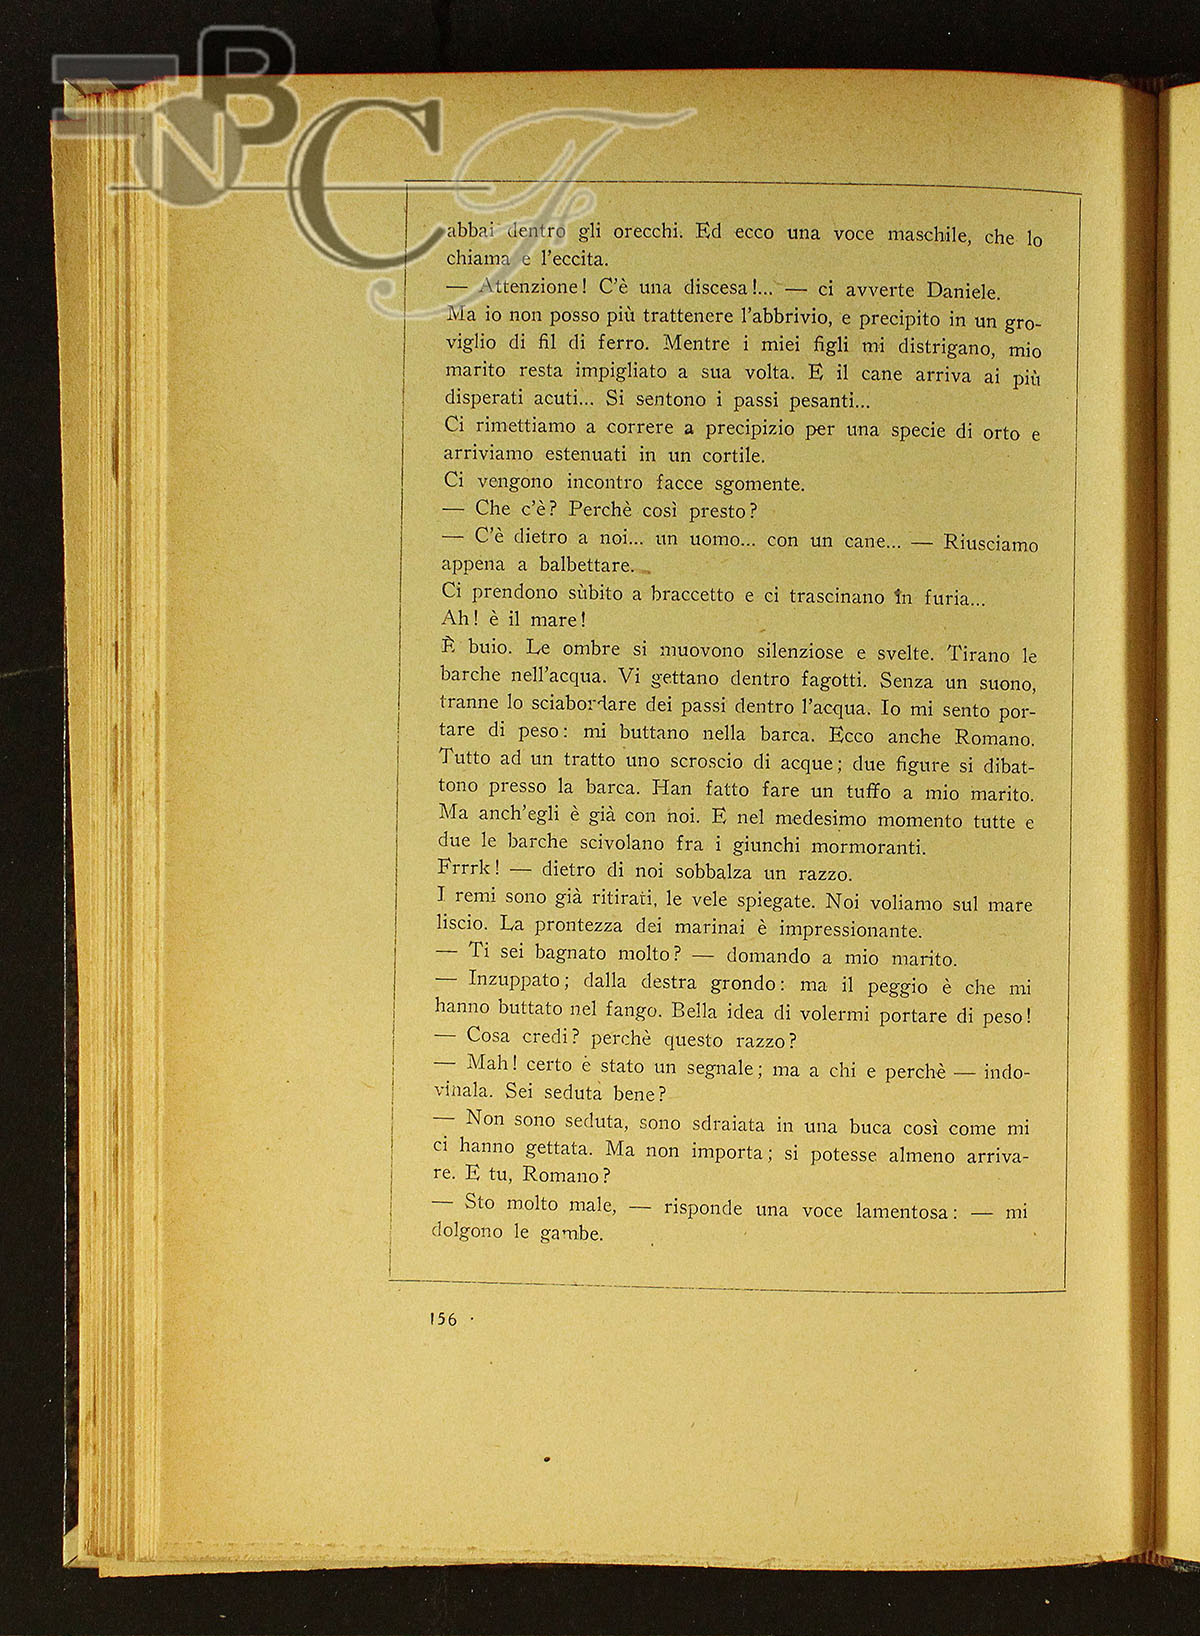 BNCF
abbai dentro gli orecchi. Ed ecco una voce maschile, che lo
chiama e l'eccita.
— Attenzione! C'è una discesa!... — ci avverte Daniele.
Ma io non posso più trattenere l'abbrivio, e precipito in un gro-
viglio di fil di ferro. Mentre i miei figli mi distrigano, mio
marito resta impigliato a sua volta. E il cane arriva ai più
disperati acuti... Si sentono i passi pesanti...
Ci rimettiamo a correre a precipizio per una specie di orto e
arriviamo estenuati in un cortile.
Ci vengono incontro facce sgomente.
— Che c'è? Perchè così presto?
— C'è dietro a noi... un uomo... con un cane... — Riusciamo
appena a balbettare.
Ci prendono sùbito a braccetto e ci trascinano in furia...
Ah! è il mare!
È buio. Le ombre si muovono silenziose e svelte. Tirano le
barche nell'acqua. Vi gettano dentro fagotti. Senza un suono,
tranne lo sciabordare dei passi dentro l'acqua. Io mi sento por-
tare di peso: mi buttano nella barca. Ecco anche Romano.
Tutto ad un tratto uno scroscio di acque; due figure si dibat-
tono presso la barca. Han fatto fare un tuffo a mio marito.
Ma anch'egli è già con noi. E nel medesimo momento tutte e
due le barche scivolano fra i giunchi mormoranti.
Frrrk! — dietro di noi sobbalza un razzo.
I remi sono già ritirati, le vele spiegate. Noi voliamo sul mare
liscio. La prontezza dei marinai è impressionante.
— Ti sei bagnato molto? — domando a mio marito.
— Inzuppato; dalla destra grondo: ma il peggio è che mi
hanno buttato nel fango. Bella idea di volermi portare di peso!
— Cosa credi? perchè questo razzo?
— Mah! certo è stato un segnale; ma a chi e perchè — indo-
vinala. Sei seduta bene?
— Non sono seduta, sono sdraiata in una buca così come mi
ci hanno gettata. Ma non importa; si potesse almeno arriva-
re. E tu, Romano?
— Sto molto male, — risponde una voce lamentosa: — mi
dolgono le gambe.
156